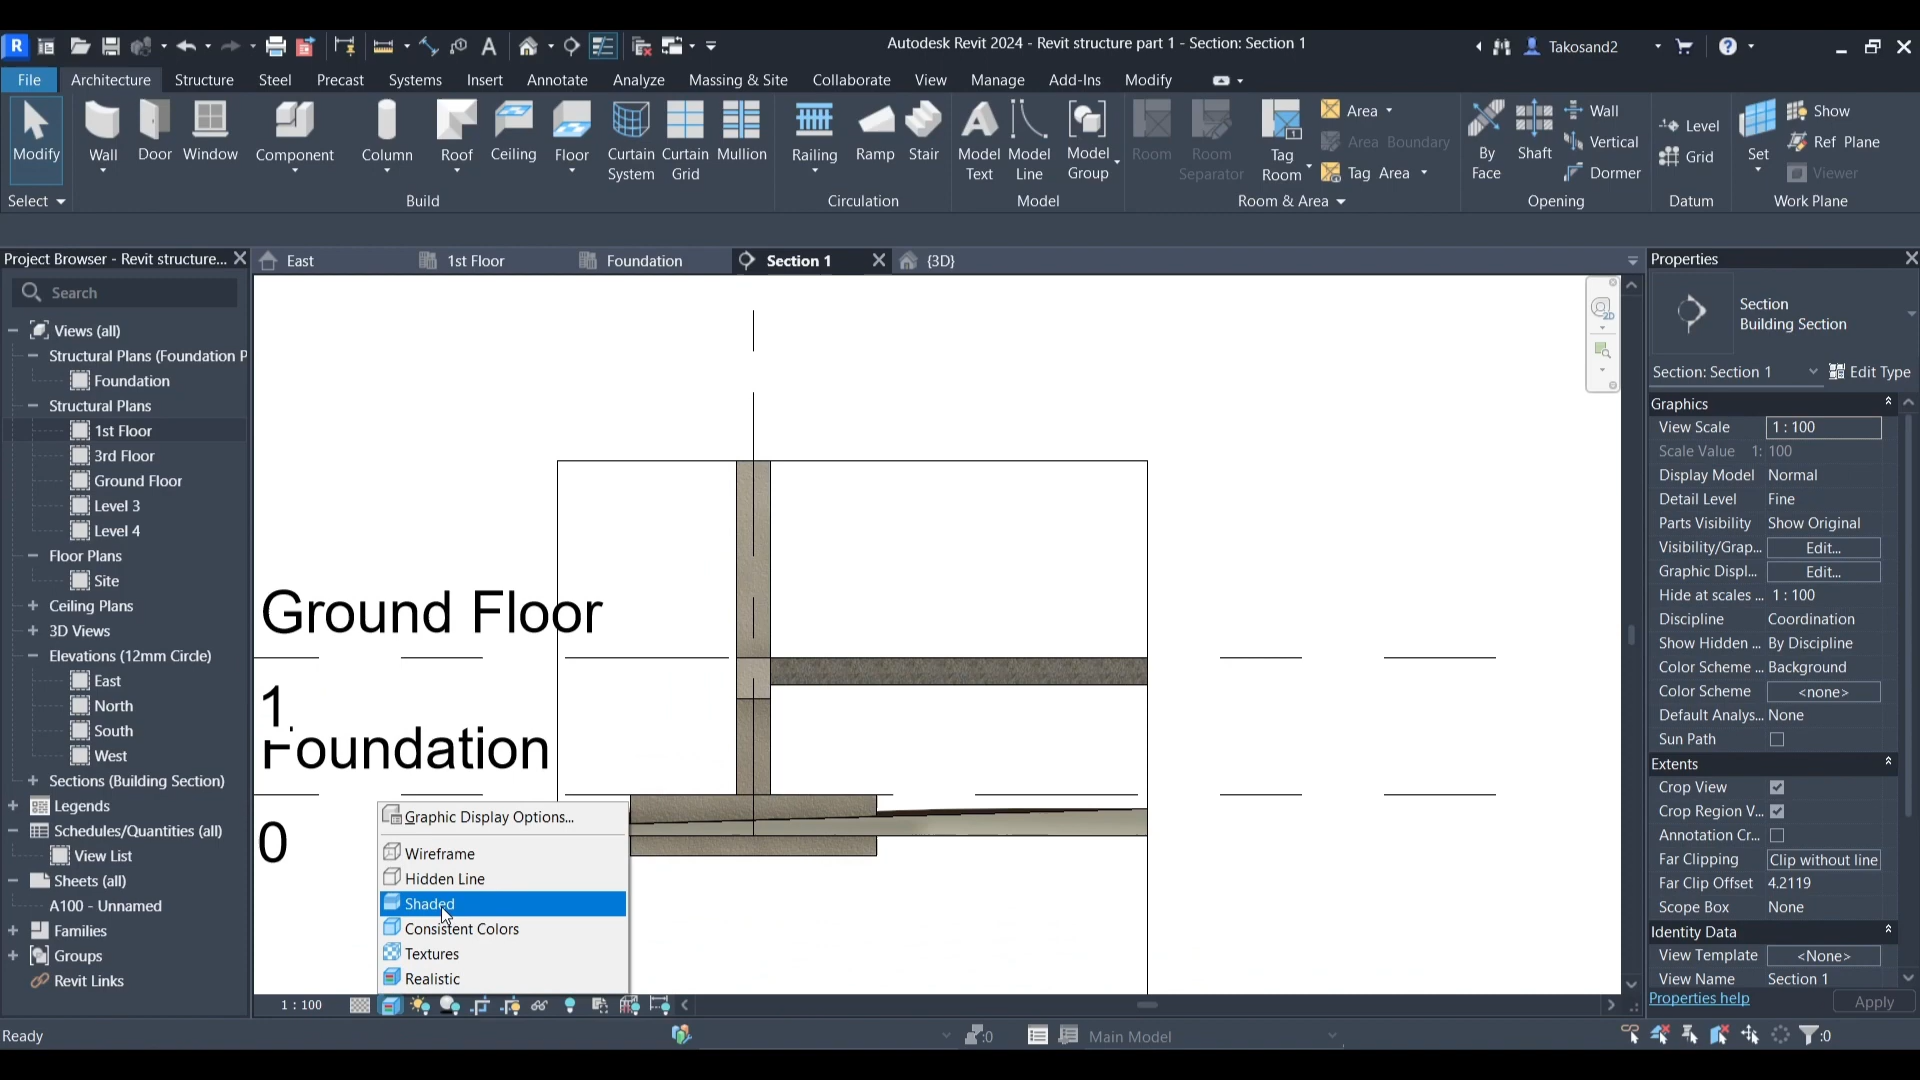 R
Autodesk Revit 2024 - Revit structure part 1 - Section: Section 1
Takosand2
File
Architecture
Structure
Steel
Precast
Systems
Insert
Annotate
Analyze
Massing & Site
Collaborate
View
Manage
Add-Ins
Modify
Modify
Wall
Door
Window
Component
Column
Roof
Ceiling
Floor
Curtain System
Curtain Grid
Mullion
Railing
Ramp
Stair
Model Text
Model Line
Model Group
Room
Room Separator
Tag Room
Area
Area Boundary
Tag Area
By Face
Shaft
Wall
Vertical
Dormer
Level
Grid
Set
Show
Ref Plane
Viewer
Select
Build
Circulation
Model
Room & Area
Opening
Datum
Work Plane
Project Browser - Revit structure...
Search
Views (all)
Structural Plans (Foundation P
Foundation
Structural Plans
1st Floor
3rd Floor
Ground Floor
Level 3
Level 4
Floor Plans
Site
Ceiling Plans
3D Views
Elevations (12mm Circle)
East
North
South
West
Sections (Building Section)
Legends
Schedules/Quantities (all)
View List
Sheets (all)
A100 - Unnamed
Families
Groups
Revit Links
East
1st Floor
Foundation
Section 1
{3D}
2D
Ground Floor
1.
Foundation
0
Graphic Display Options...
Wireframe
Hidden Line
Shaded
Consistent Colors
Textures
Realistic
1 : 100
Properties
Section
Building Section
Section: Section 1
Edit Type
Graphics
View Scale 1 : 100
Scale Value 1: 100
Display Model Normal
Detail Level Fine
Parts Visibility Show Original
Visibility/Grap... Edit...
Graphic Displ... Edit...
Hide at scales ... 1 : 100
Discipline Coordination
Show Hidden ... By Discipline
Color Scheme ... Background
Color Scheme <none>
Default Analys... None
Sun Path
Extents
Crop View
Crop Region V...
Annotation Cr...
Far Clipping Clip without line
Far Clip Offset 4.2119
Scope Box None
Identity Data
View Template <None>
View Name Section 1
Properties help
Apply
Ready
:0
Main Model
:0